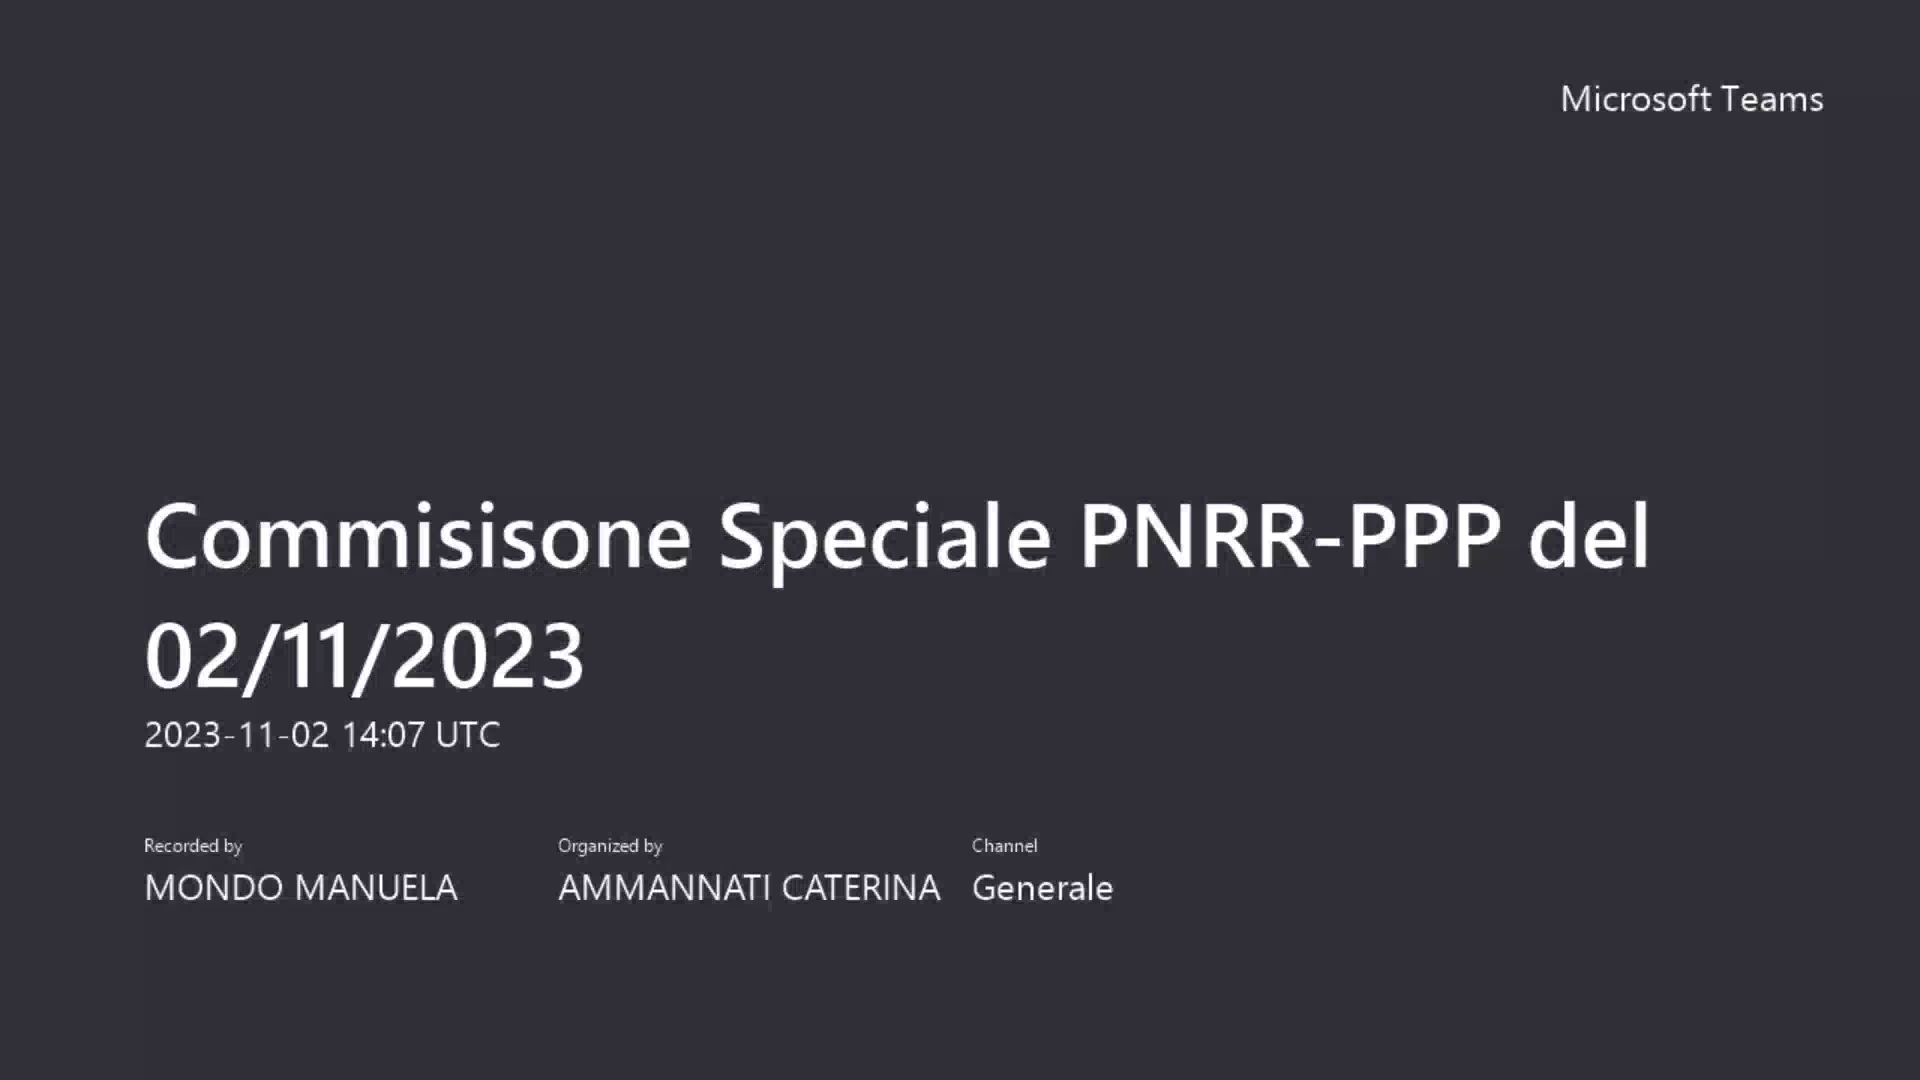 Microsoft Teams
Commisisone Speciale PNRR-PPP del
02/11/2023
2023-11-02 14:07 UTC
Recorded by
MONDO MANUELA
Organized by
AMMANNATI CATERINA
Channel
Generale